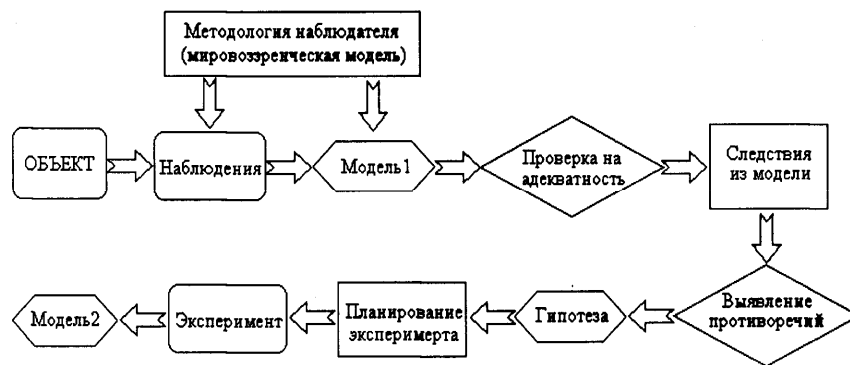 Методология наблюдателя
(мировоззреическая модель)
ОБЪЕКТ
Наблюдения
Модель1
Проверка на
адекватность
Следствия
из модели
Выявление
противоречий
Гипотеза
Планирование
эксперимерта
Эксперимент
Модель2